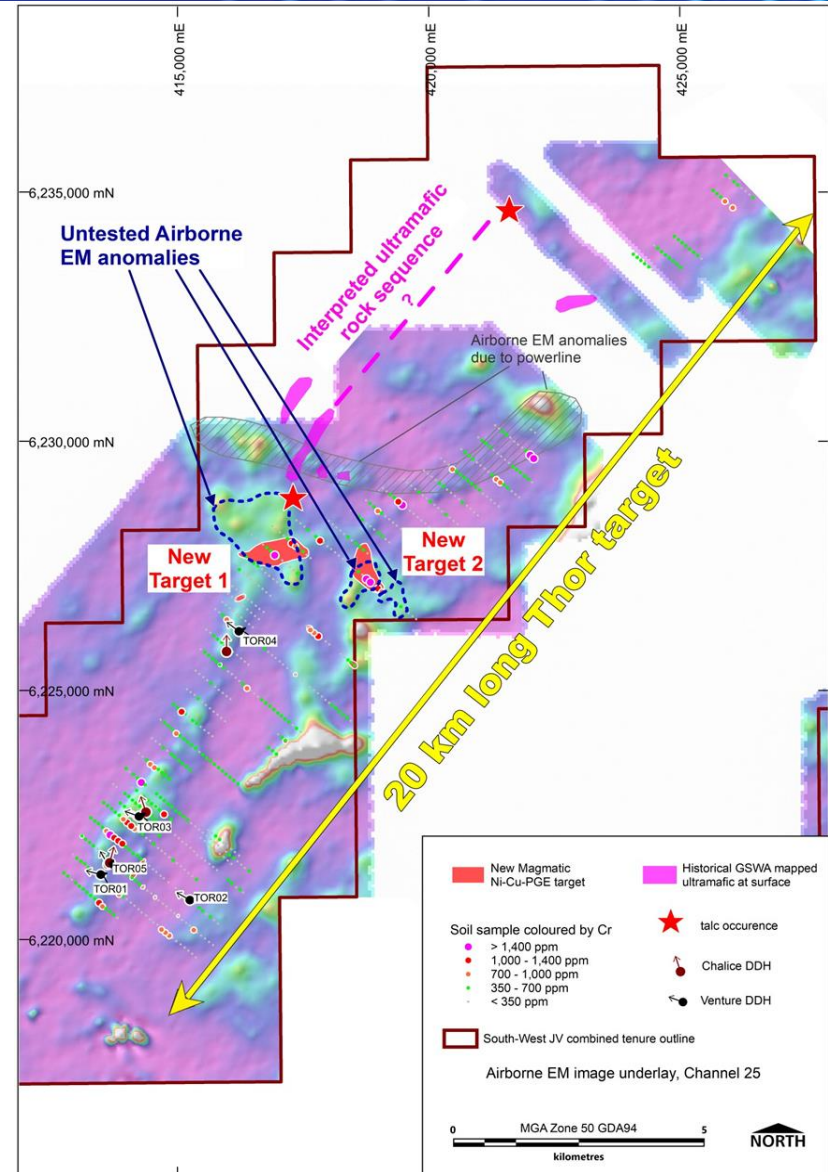 415,000 mE
420,000 mE
425,000 mE
6,235,000 mN
Untested Airborne
EM anomalies
Interpreted ultramafic
rock sequence
?
Airborne EM anomalies
due to powerline
6,230,000 mN
New
Target 1
New
Target 2
20 km long Thor target
TOR04
6,225,000 mN
TOR03
TOR05
TOR01
TOR02
6,220,000 mN
New Magmatic
Ni-Cu-PGE target
Historical GSWA mapped
ultramafic at surface
Soil sample coloured by Cr
> 1,400 ppm
1,000 - 1,400 ppm
700 - 1,000 ppm
350 - 700 ppm
< 350 ppm
talc occurence
Chalice DDH
Venture DDH
South-West JV combined tenure outline
Airborne EM image underlay, Channel 25
0 MGA Zone 50 GDA94 5
kilometres
NORTH